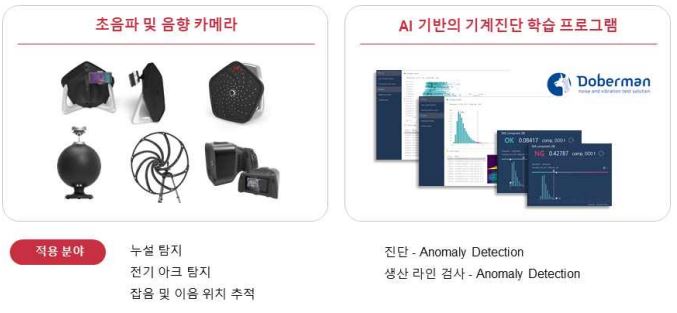 초음파 및 음향 카메라
AI 기반의 기계진단 학습 프로그램
Doberman
noise and vibration test solution
OK 0.08417 comp_0001
NG 0.42787 comp_0001
적용 분야
누설 탐지
전기 아크 탐지
잡음 및 이음 위치 추적
진단 - Anomaly Detection
생산 라인 검사 - Anomaly Detection